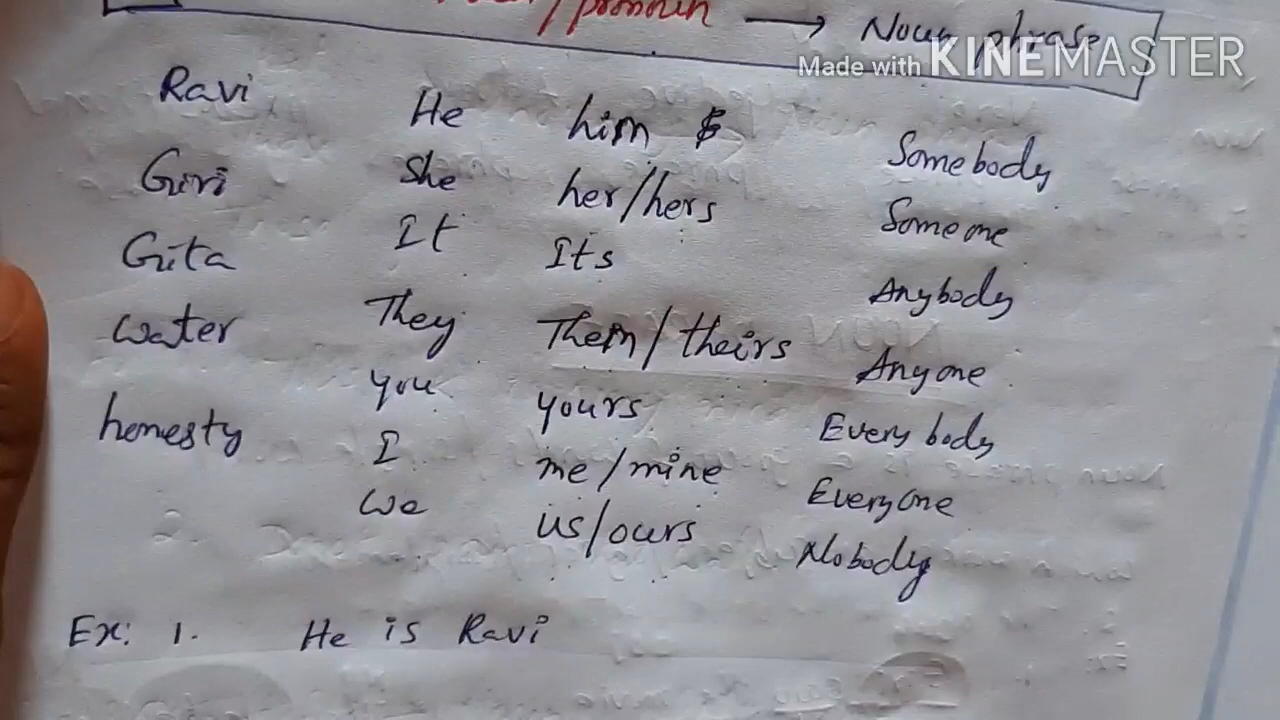 /pronoun → Noun phrase
Made with KINEMASTER
Ravi He him Somebody
Giri She her/hers Someone
Gita It Its Anybody
Water They Them/theirs Anyone
honesty you yours Everybody
I me/mine Everyone
We us/ours Nobody
Ex: 1. He is Ravi